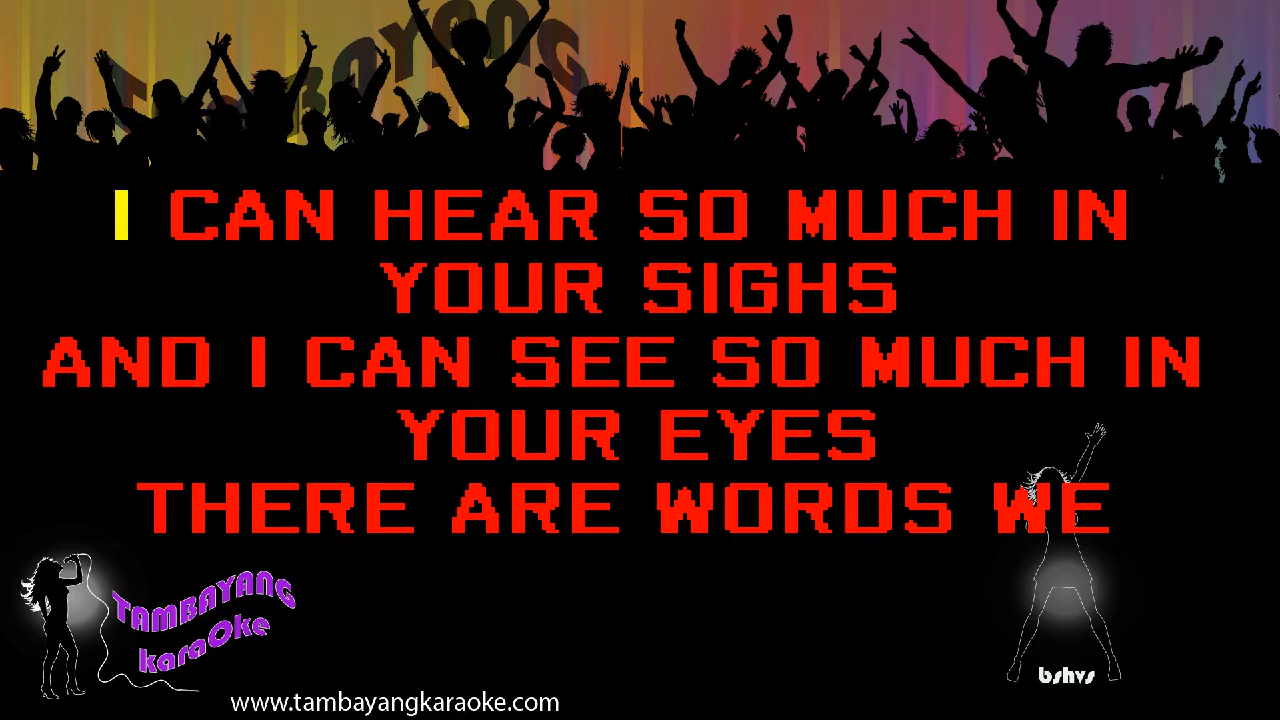 TAMBAYANG
I CAN HEAR SO MUCH IN
YOUR SIGHS
AND I CAN SEE SO MUCH IN
YOUR EYES
THERE ARE WORDS WE
TAMBAYANG
karaOke
bshvs
www.tambayangkaraoke.com